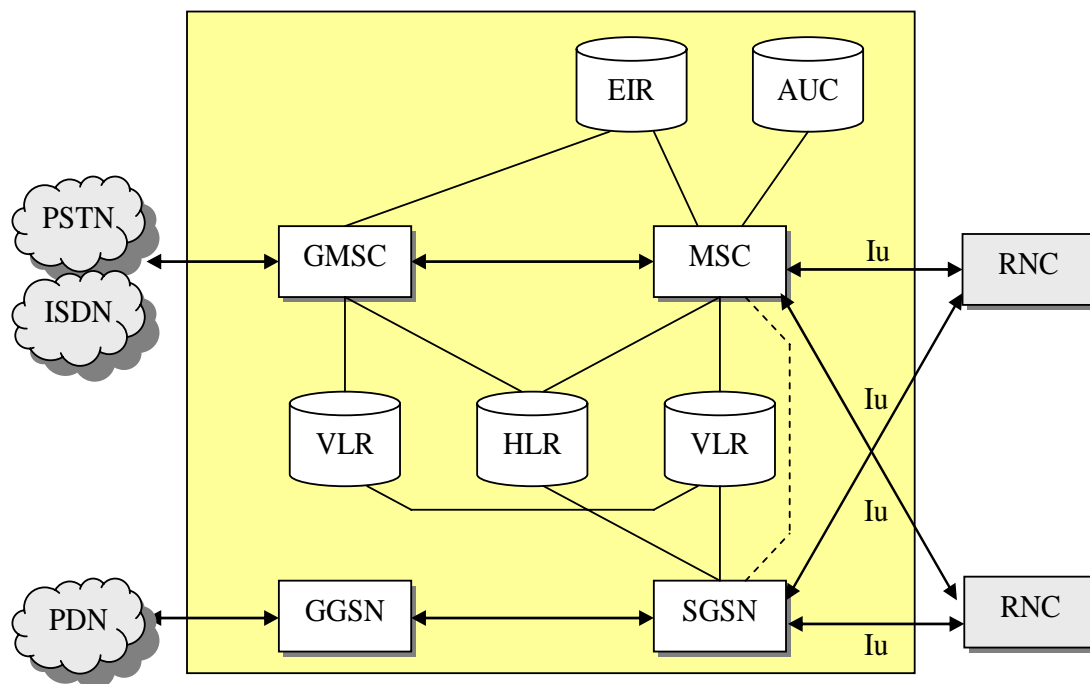 EIR
AUC
PSTN
GMSC
MSC
Iu
RNC
ISDN
Iu
VLR
HLR
VLR
Iu
PDN
GGSN
SGSN
RNC
Iu